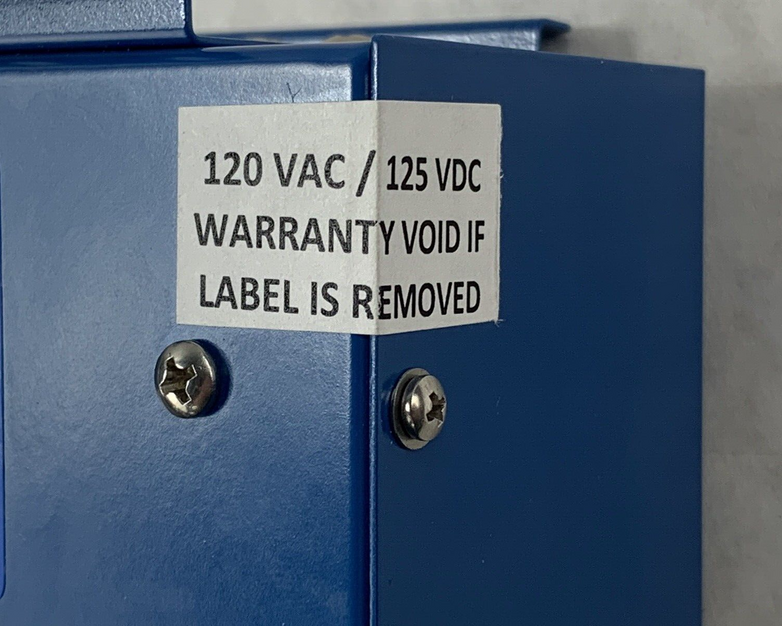 120 VAC / 125 VDC
WARRANTY VOID IF
LABEL IS REMOVED